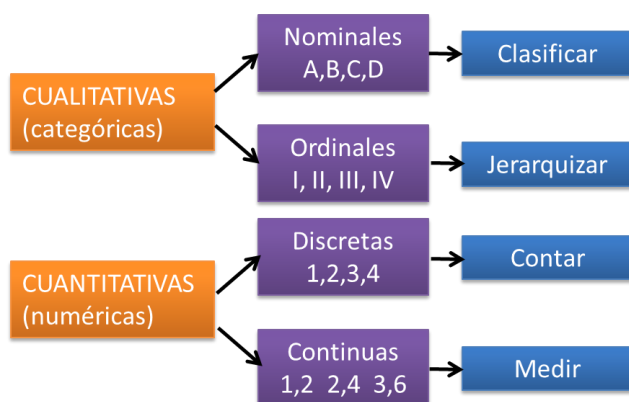 CUALITATIVAS
(categóricas)
Nominales
A,B,C,D
Clasificar
Ordinales
I, II, III, IV
Jerarquizar
CUANTITATIVAS
(numéricas)
Discretas
1,2,3,4
Contar
Continuas
1,2  2,4  3,6
Medir